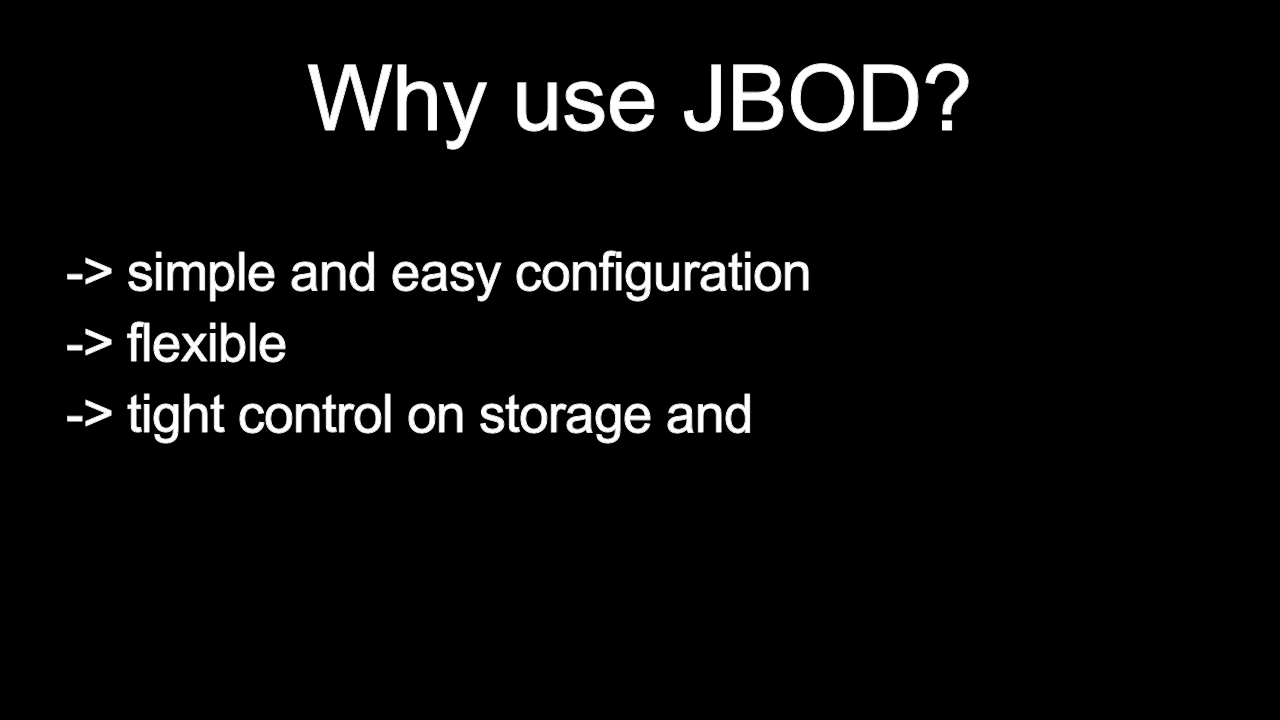 Why use JBOD?
-> simple and easy configuration
-> flexible
-> tight control on storage and